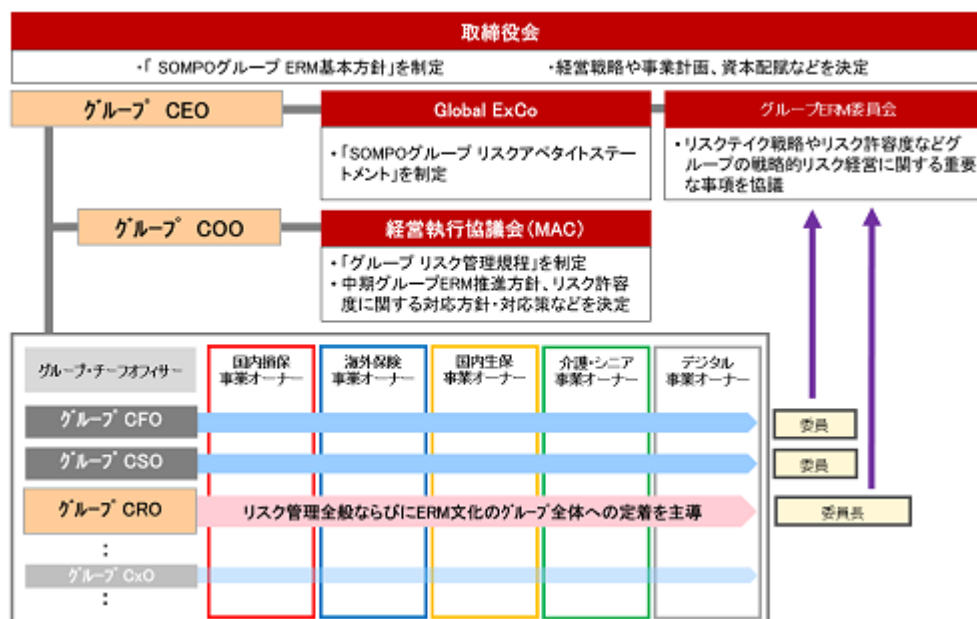 取締役会
・「 SOMPOグループ ERM基本方針」を制定
・経営戦略や事業計画、資本配賦などを決定
グループ CEO
Global ExCo
グループERM委員会
・「SOMPOグループ リスクアペタイトステー
トメント」を制定
・リスクテイク戦略やリスク許容度などグ
ループの戦略的リスク経営に関する重要
な事項を協議
グループ COO
経営執行協議会(MAC)
・「グループ リスク管理規程」を制定
・中期グループERM推進方針、リスク許容
度に関する対応方針・対応策などを決定
グループ・チーフオフィサー
国内損保
事業オーナー
海外保険
事業オーナー
国内生保
事業オーナー
介護・シニア
事業オーナー
デジタル
事業オーナー
グループ CFO
委員
グループ CSO
委員
グループ CRO
リスク管理全般ならびにERM文化のグループ全体への定着を主導
委員長
:
グループ CxO
: